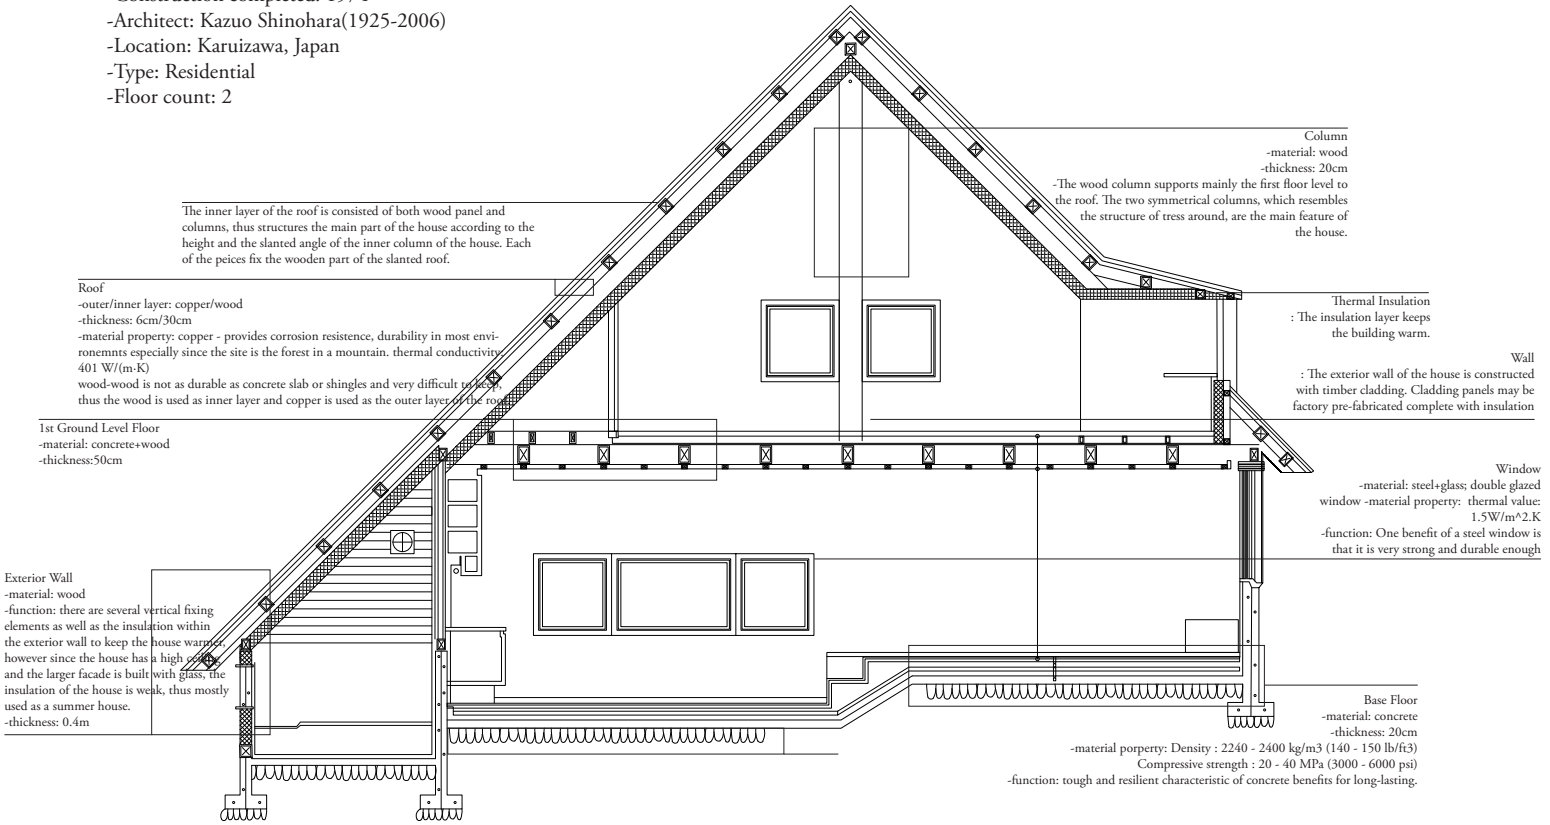 -Architect: Kazuo Shinohara(1925-2006)
-Location: Karuizawa, Japan
-Type: Residential
-Floor count: 2
Column
-material: wood
-thickness: 20cm
-The wood column supports mainly the first floor level to
the roof. The two symmetrical columns, which resembles
the structure of tress around, are the main feature of
the house.
The inner layer of the roof is consisted of both wood panel and
columns, thus structures the main part of the house according to the
height and the slanted angle of the inner column of the house. Each
of the peices fix the wooden part of the slanted roof.
Roof
-outer/inner layer: copper/wood
-thickness: 6cm/30cm
-material property: copper - provides corrosion resistence, durability in most envi-
ronemnts especially since the site is the forest in a mountain. thermal conductivity:
401 W/(m·K)
wood-wood is not as durable as concrete slab or shingles and very difficult to keep,
thus the wood is used as inner layer and copper is used as the outer layer of the roof
Thermal Insulation
: The insulation layer keeps
the building warm.
Wall
: The exterior wall of the house is constructed
with timber cladding. Cladding panels may be
factory pre-fabricated complete with insulation
1st Ground Level Floor
-material: concrete+wood
-thickness:50cm
Window
-material: steel+glass; double glazed
window -material property: thermal value:
1.5W/m^2.K
-function: One benefit of a steel window is
that it is very strong and durable enough
Exterior Wall
-material: wood
-function: there are several vertical fixing
elements as well as the insulation within
the exterior wall to keep the house warmer,
however since the house has a high ceiling
and the larger facade is built with glass, the
insulation of the house is weak, thus mostly
used as a summer house.
-thickness: 0.4m
Base Floor
-material: concrete
-thickness: 20cm
-material porperty: Density : 2240 - 2400 kg/m3 (140 - 150 lb/ft3)
Compressive strength : 20 - 40 MPa (3000 - 6000 psi)
-function: tough and resilient characteristic of concrete benefits for long-lasting.